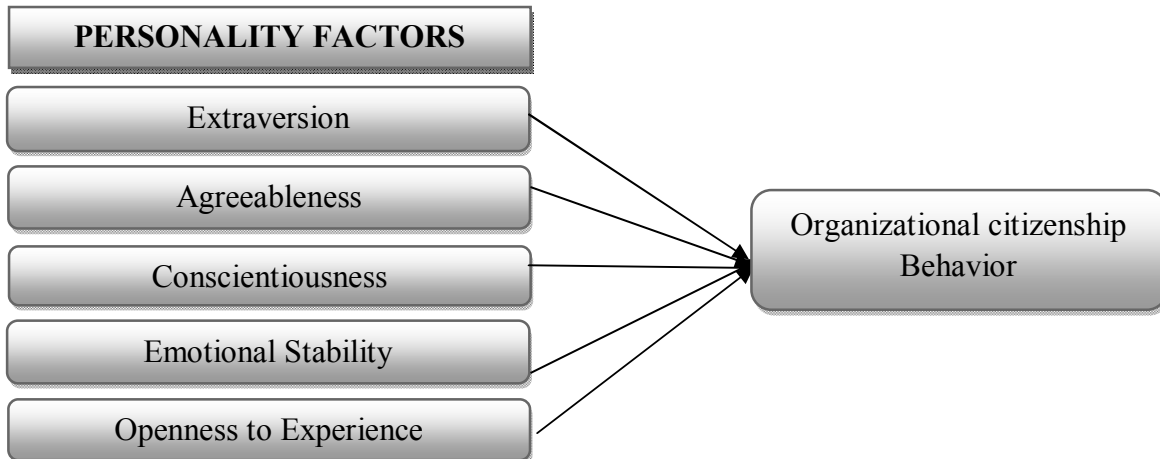 PERSONALITY FACTORS
Extraversion
Agreeableness
Conscientiousness
Emotional Stability
Openness to Experience
Organizational citizenship
Behavior